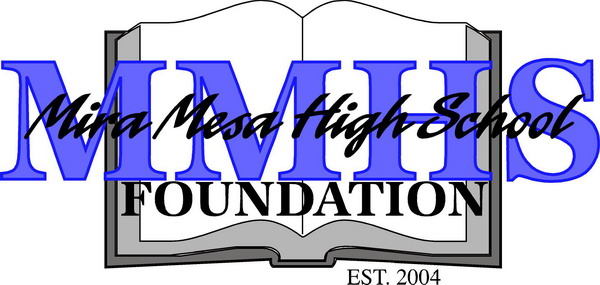 MMHS
Mira Mesa High School
FOUNDATION
EST. 2004